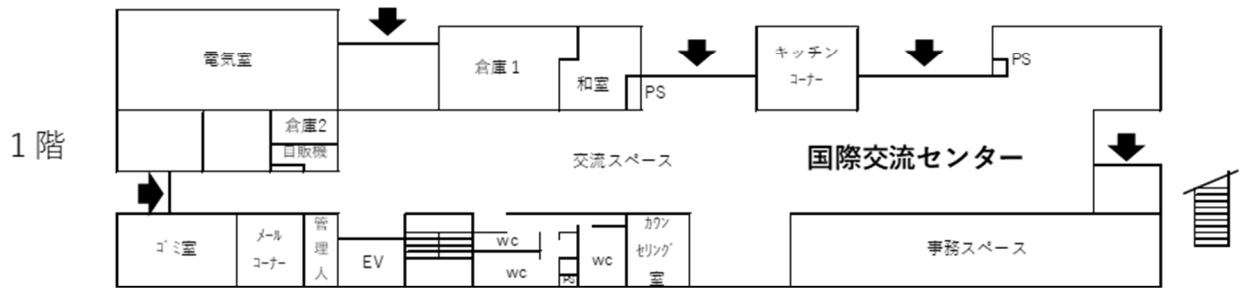 電気室
倉庫1
和室
PS
キッチン
コーナー
PS
1階
倉庫2
自販機
交流スペース
国際交流センター
ゴミ室
メール
コーナー
管
理
人
EV
wc
wc
PS
wc
カウン
セリング
室
事務スペース